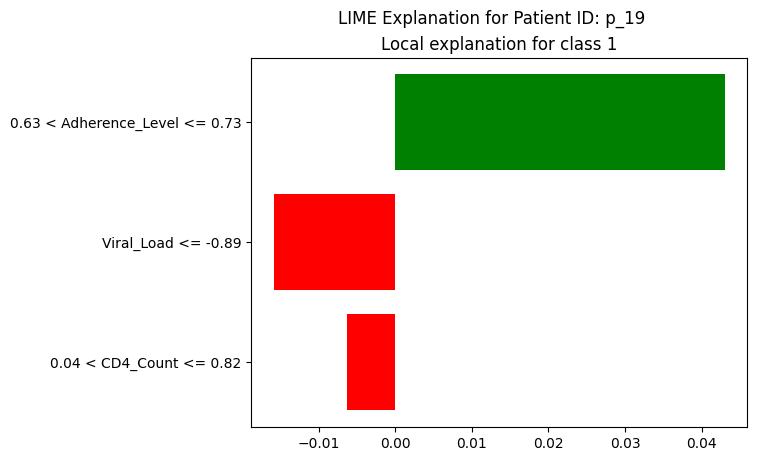 LIME Explanation for Patient ID: p_19
Local explanation for class 1
0.63 < Adherence_Level <= 0.73
Viral_Load <= -0.89
0.04 < CD4_Count <= 0.82
−0.01 0.00 0.01 0.02 0.03 0.04